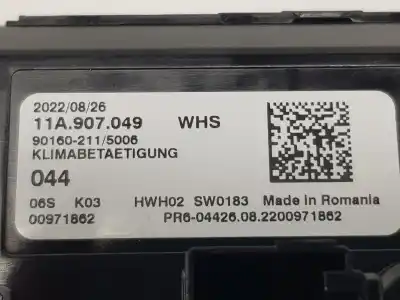 2022/08/26
11A.907.049 WHS
90160-211/5006
KLIMABETAETIGUNG
044
06S K03 HWH02 SW0183 Made in Romania
00971862 PR6-04426.08.2200971862